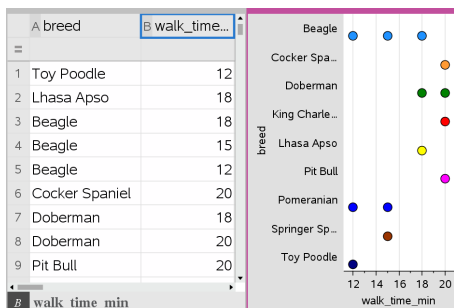 A breed B walk_time...
=
1 Toy Poodle 12
2 Lhasa Apso 18
3 Beagle 18
4 Beagle 15
5 Beagle 12
6 Cocker Spaniel 20
7 Doberman 18
8 Doberman 20
9 Pit Bull 20
B walk_time_min
Beagle
Cocker Spa...
Doberman
King Charle...
Lhasa Apso
Pit Bull
Pomeranian
Springer Sp...
Toy Poodle
breed
12 14 16 18 20
walk_time_min